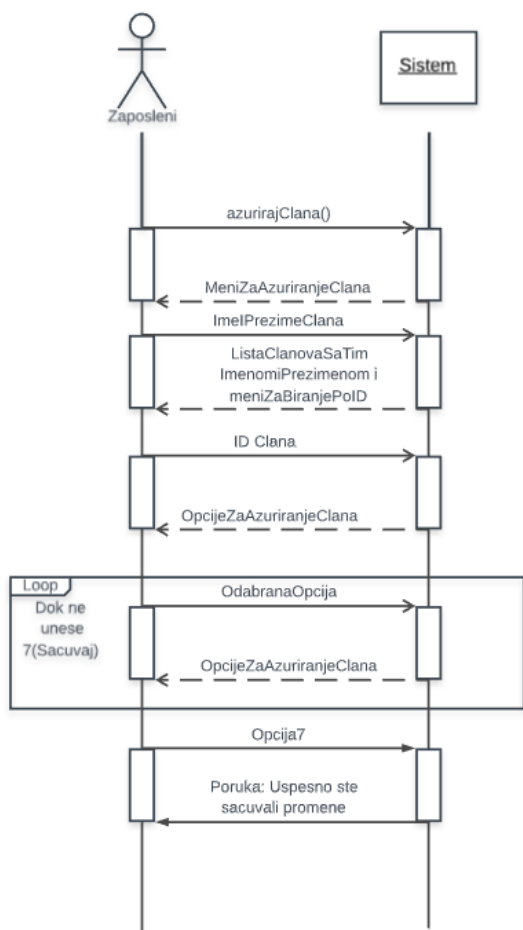 Zaposleni
Sistem
azurirajClana()
MeniZaAzuriranjeClana
ImeIPrezimeClana
ListaClanovaSaTim
ImenomiPrezimenom i
meniZaBiranjePoID
ID Clana
OpcijeZaAzuriranjeClana
Loop
Dok ne
unese
7(Sacuvaj)
OdabranaOpcija
OpcijeZaAzuriranjeClana
Opcija7
Poruka: Uspesno ste
sacuvali promene